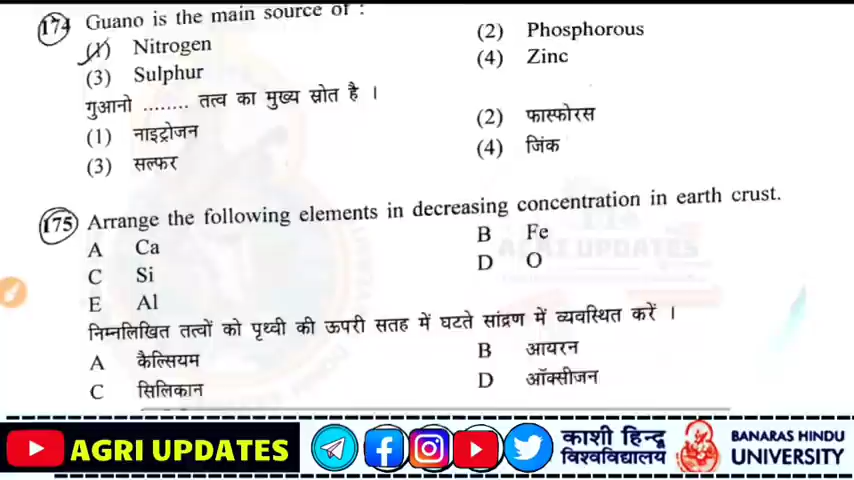 174 Guano is the main source of :
(1) Nitrogen (2) Phosphorous
(3) Sulphur (4) Zinc
गुआनो ........ तत्व का मुख्य स्रोत है ।
(1) नाइट्रोजन (2) फास्फोरस
(3) सल्फर (4) जिंक
175 Arrange the following elements in decreasing concentration in earth crust.
A Ca B Fe
C Si D O
E Al
AGRI UPDATES
निम्नलिखित तत्वों को पृथ्वी की ऊपरी सतह में घटते सांद्रण में व्यवस्थित करें ।
A कैल्सियम B आयरन
C सिलिकान D ऑक्सीजन
AGRI UPDATES
काशी हिन्दू
विश्वविद्यालय
BANARAS HINDU
UNIVERSITY